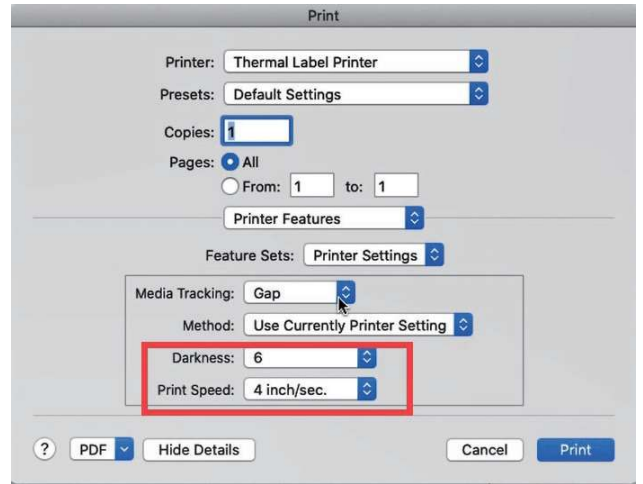 Print
Printer: Thermal Label Printer
Presets: Default Settings
Copies: 1
Pages: All
From: 1 to: 1
Printer Features
Feature Sets: Printer Settings
Media Tracking: Gap
Method: Use Currently Printer Setting
Darkness: 6
Print Speed: 4 inch/sec.
? PDF Hide Details Cancel Print